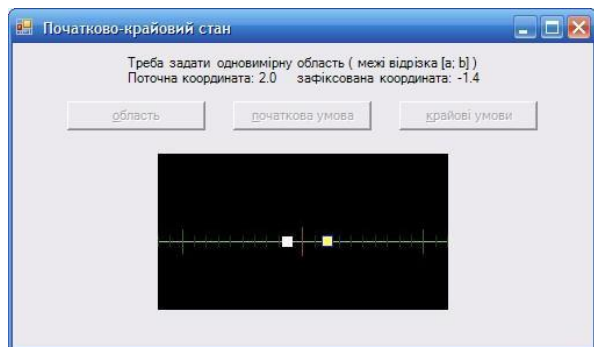 Початково-крайовий стан
Треба задати одновимірну область ( межі відрізка [a; b] )
Поточна координата: 2.0 зафіксована координата: -1.4
область початкова умова крайові умови